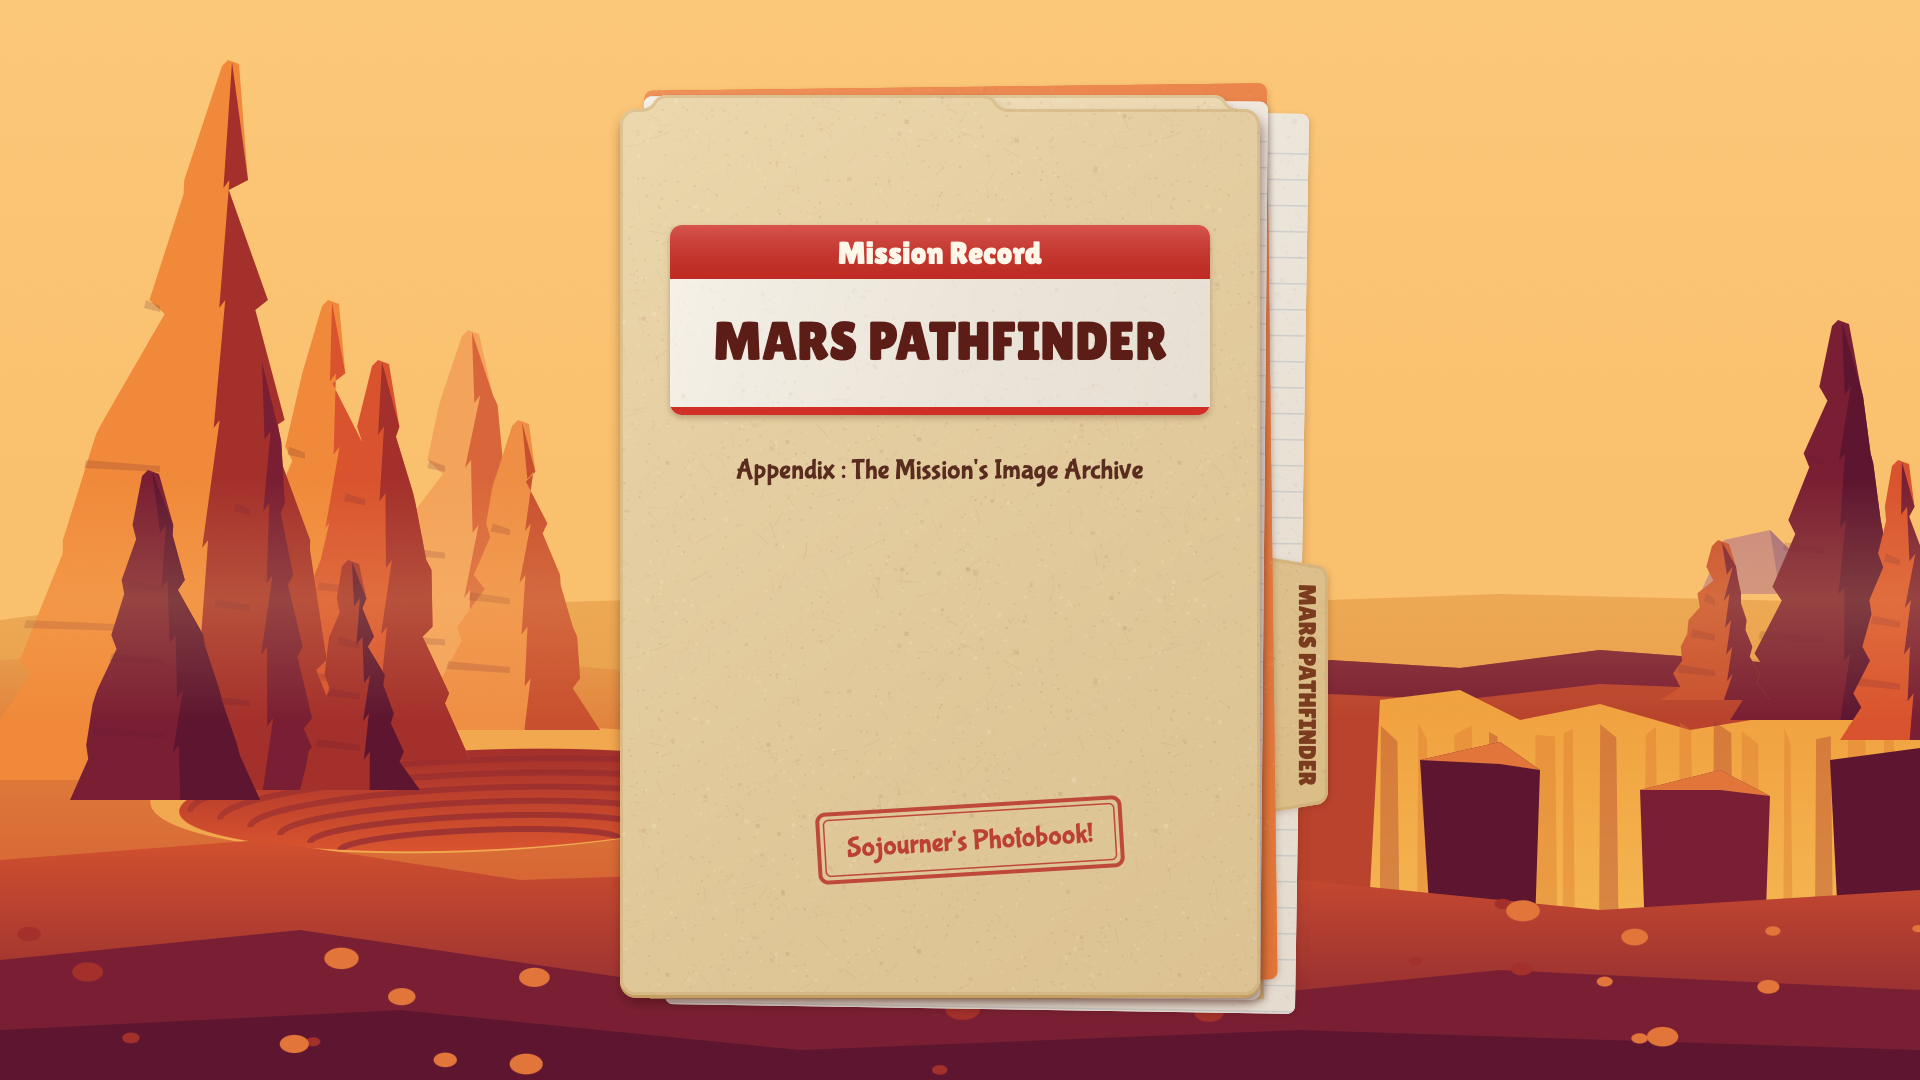 Mission Record
MARS PATHFINDER
Appendix : The Mission's Image Archive
MARS PATHFINDER
Sojourner's Photobook!